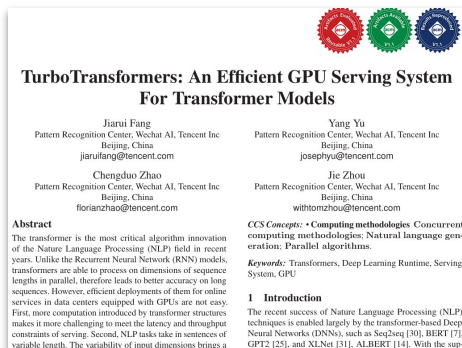 TurboTransformers: An Efficient GPU Serving System
For Transformer Models
Jiarui Fang
Pattern Recognition Center, Wechat AI, Tencent Inc
Beijing, China
jiaruifang@tencent.com
Yang Yu
Pattern Recognition Center, Wechat AI, Tencent Inc
Beijing, China
josephyu@tencent.com
Chengduo Zhao
Pattern Recognition Center, Wechat AI, Tencent Inc
Beijing, China
florianzhao@tencent.com
Jie Zhou
Pattern Recognition Center, Wechat AI, Tencent Inc
Beijing, China
withtomzhou@tencent.com
Abstract
The transformer is the most critical algorithm innovation
of the Nature Language Processing (NLP) field in recent
years. Unlike the Recurrent Neural Network (RNN) models,
transformers are able to process on dimensions of sequence
lengths in parallel, therefore leads to better accuracy on long
sequences. However, efficient deployments of them for online
services in data centers equipped with GPUs are not easy.
First, more computation introduced by transformer structures
makes it more challenging to meet the latency and throughput
constraints of serving. Second, NLP tasks take in sentences of
variable length. The variability of input dimensions brings a
CCS Concepts: • Computing methodologies Concurrent
computing methodologies; Natural language gen-
eration; Parallel algorithms.
Keywords: Transformers, Deep Learning Runtime, Serving
System, GPU
1 Introduction
The recent success of Nature Language Processing (NLP)
techniques is enabled largely by the transformer-based Deep
Neural Networks (DNNs), such as Seq2seq [30], BERT [7],
GPT2 [25], and XLNet [31], ALBERT [14]. With the sup-